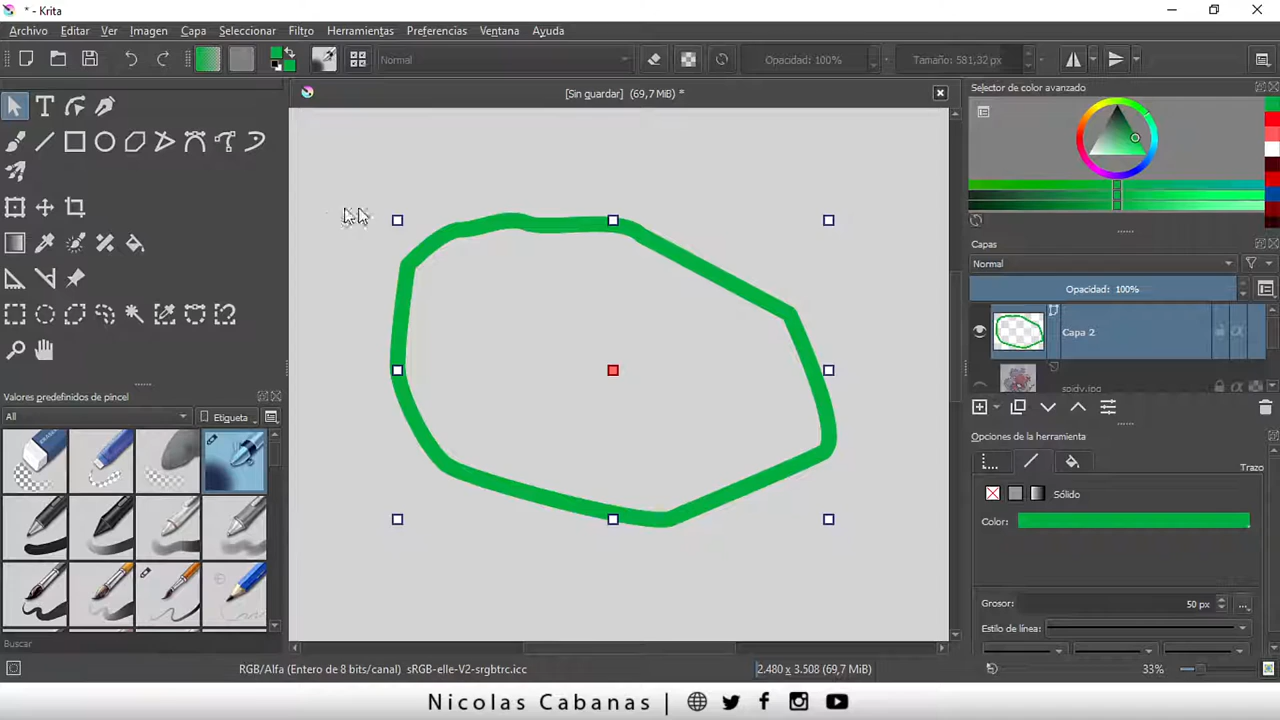 * - Krita
Archivo Editar Ver Imagen Capa Seleccionar Filtro Herramientas Preferencias Ventana Ayuda
Normal Opacidad: 100% Tamaño: 581,32 px
[Sin guardar] (69,7 MiB) *
Selector de color avanzado
Capas
Normal
Opacidad: 100%
Capa 2
spidy.jpg
Valores predefinidos de pincel
All Etiqueta
Opciones de la herramienta
Trazo
Sólido
Color:
Grosor: 50 px ...
Estilo de línea:
Buscar
RGB/Alfa (Entero de 8 bits/canal) sRGB-elle-V2-srgbtrc.icc 2.480 x 3.508 (69,7 MiB) 33%
Nicolas Cabanas |